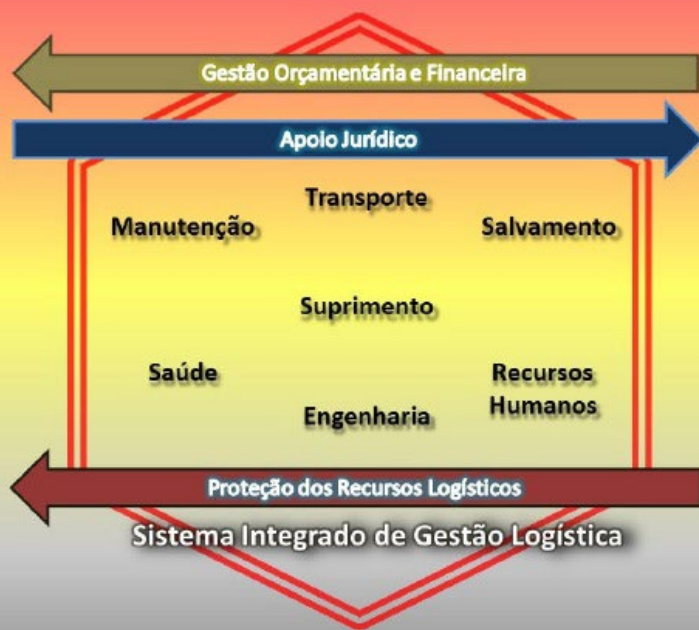 Gestão Orçamentária e Financeira
Apoio Jurídico
Transporte
Manutenção
Salvamento
Suprimento
Saúde
Recursos
Humanos
Engenharia
Proteção dos Recursos Logísticos
Sistema Integrado de Gestão Logística